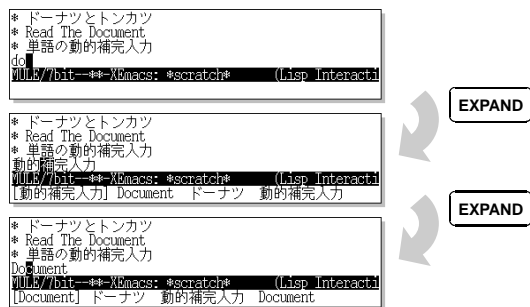 * ドーナツとトンカツ
* Read The Document
* 単語の動的補完入力
do
MULE/7bit--**-XEmacs: *scratch* (Lisp Interacti
EXPAND
* ドーナツとトンカツ
* Read The Document
* 単語の動的補完入力
動的補完入力
MULE/7bit--**-XEmacs: *scratch* (Lisp Interacti
[動的補完入力] Document ドーナツ 動的補完入力
EXPAND
* ドーナツとトンカツ
* Read The Document
* 単語の動的補完入力
Document
MULE/7bit--**-XEmacs: *scratch* (Lisp Interacti
[Document] ドーナツ 動的補完入力 Document